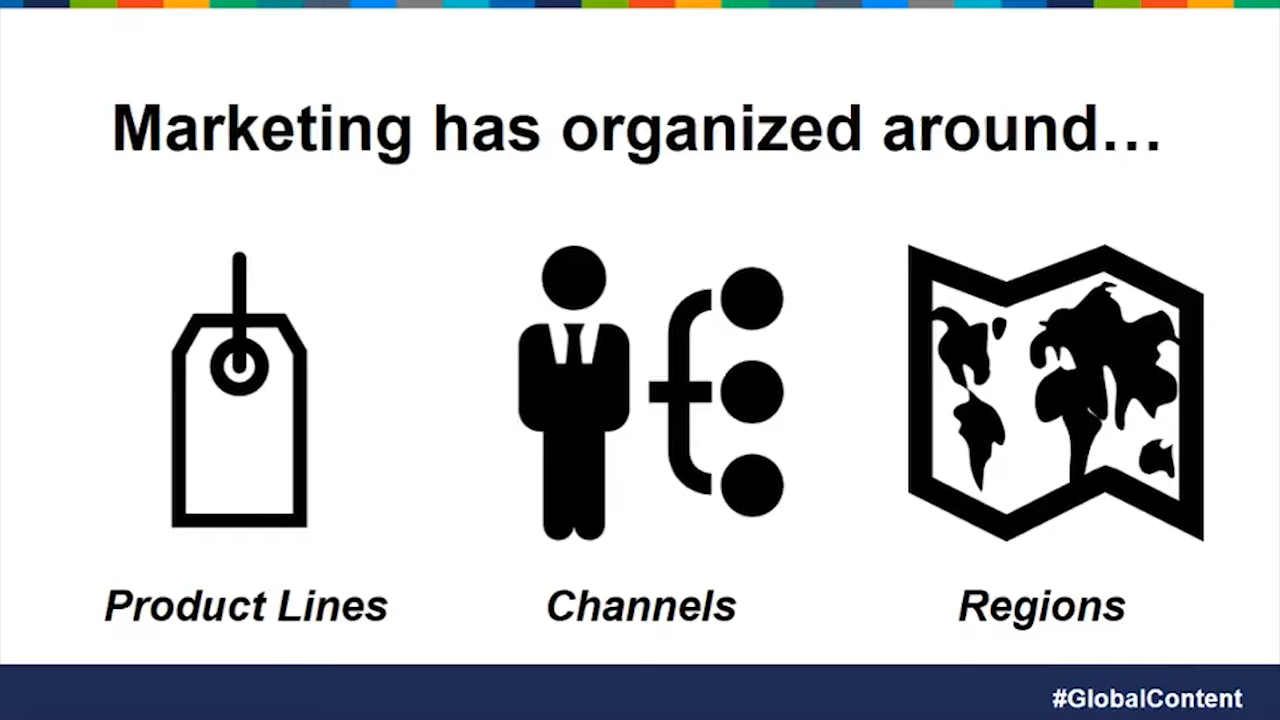 Marketing has organized around…
Product Lines
Channels
Regions
#GlobalContent